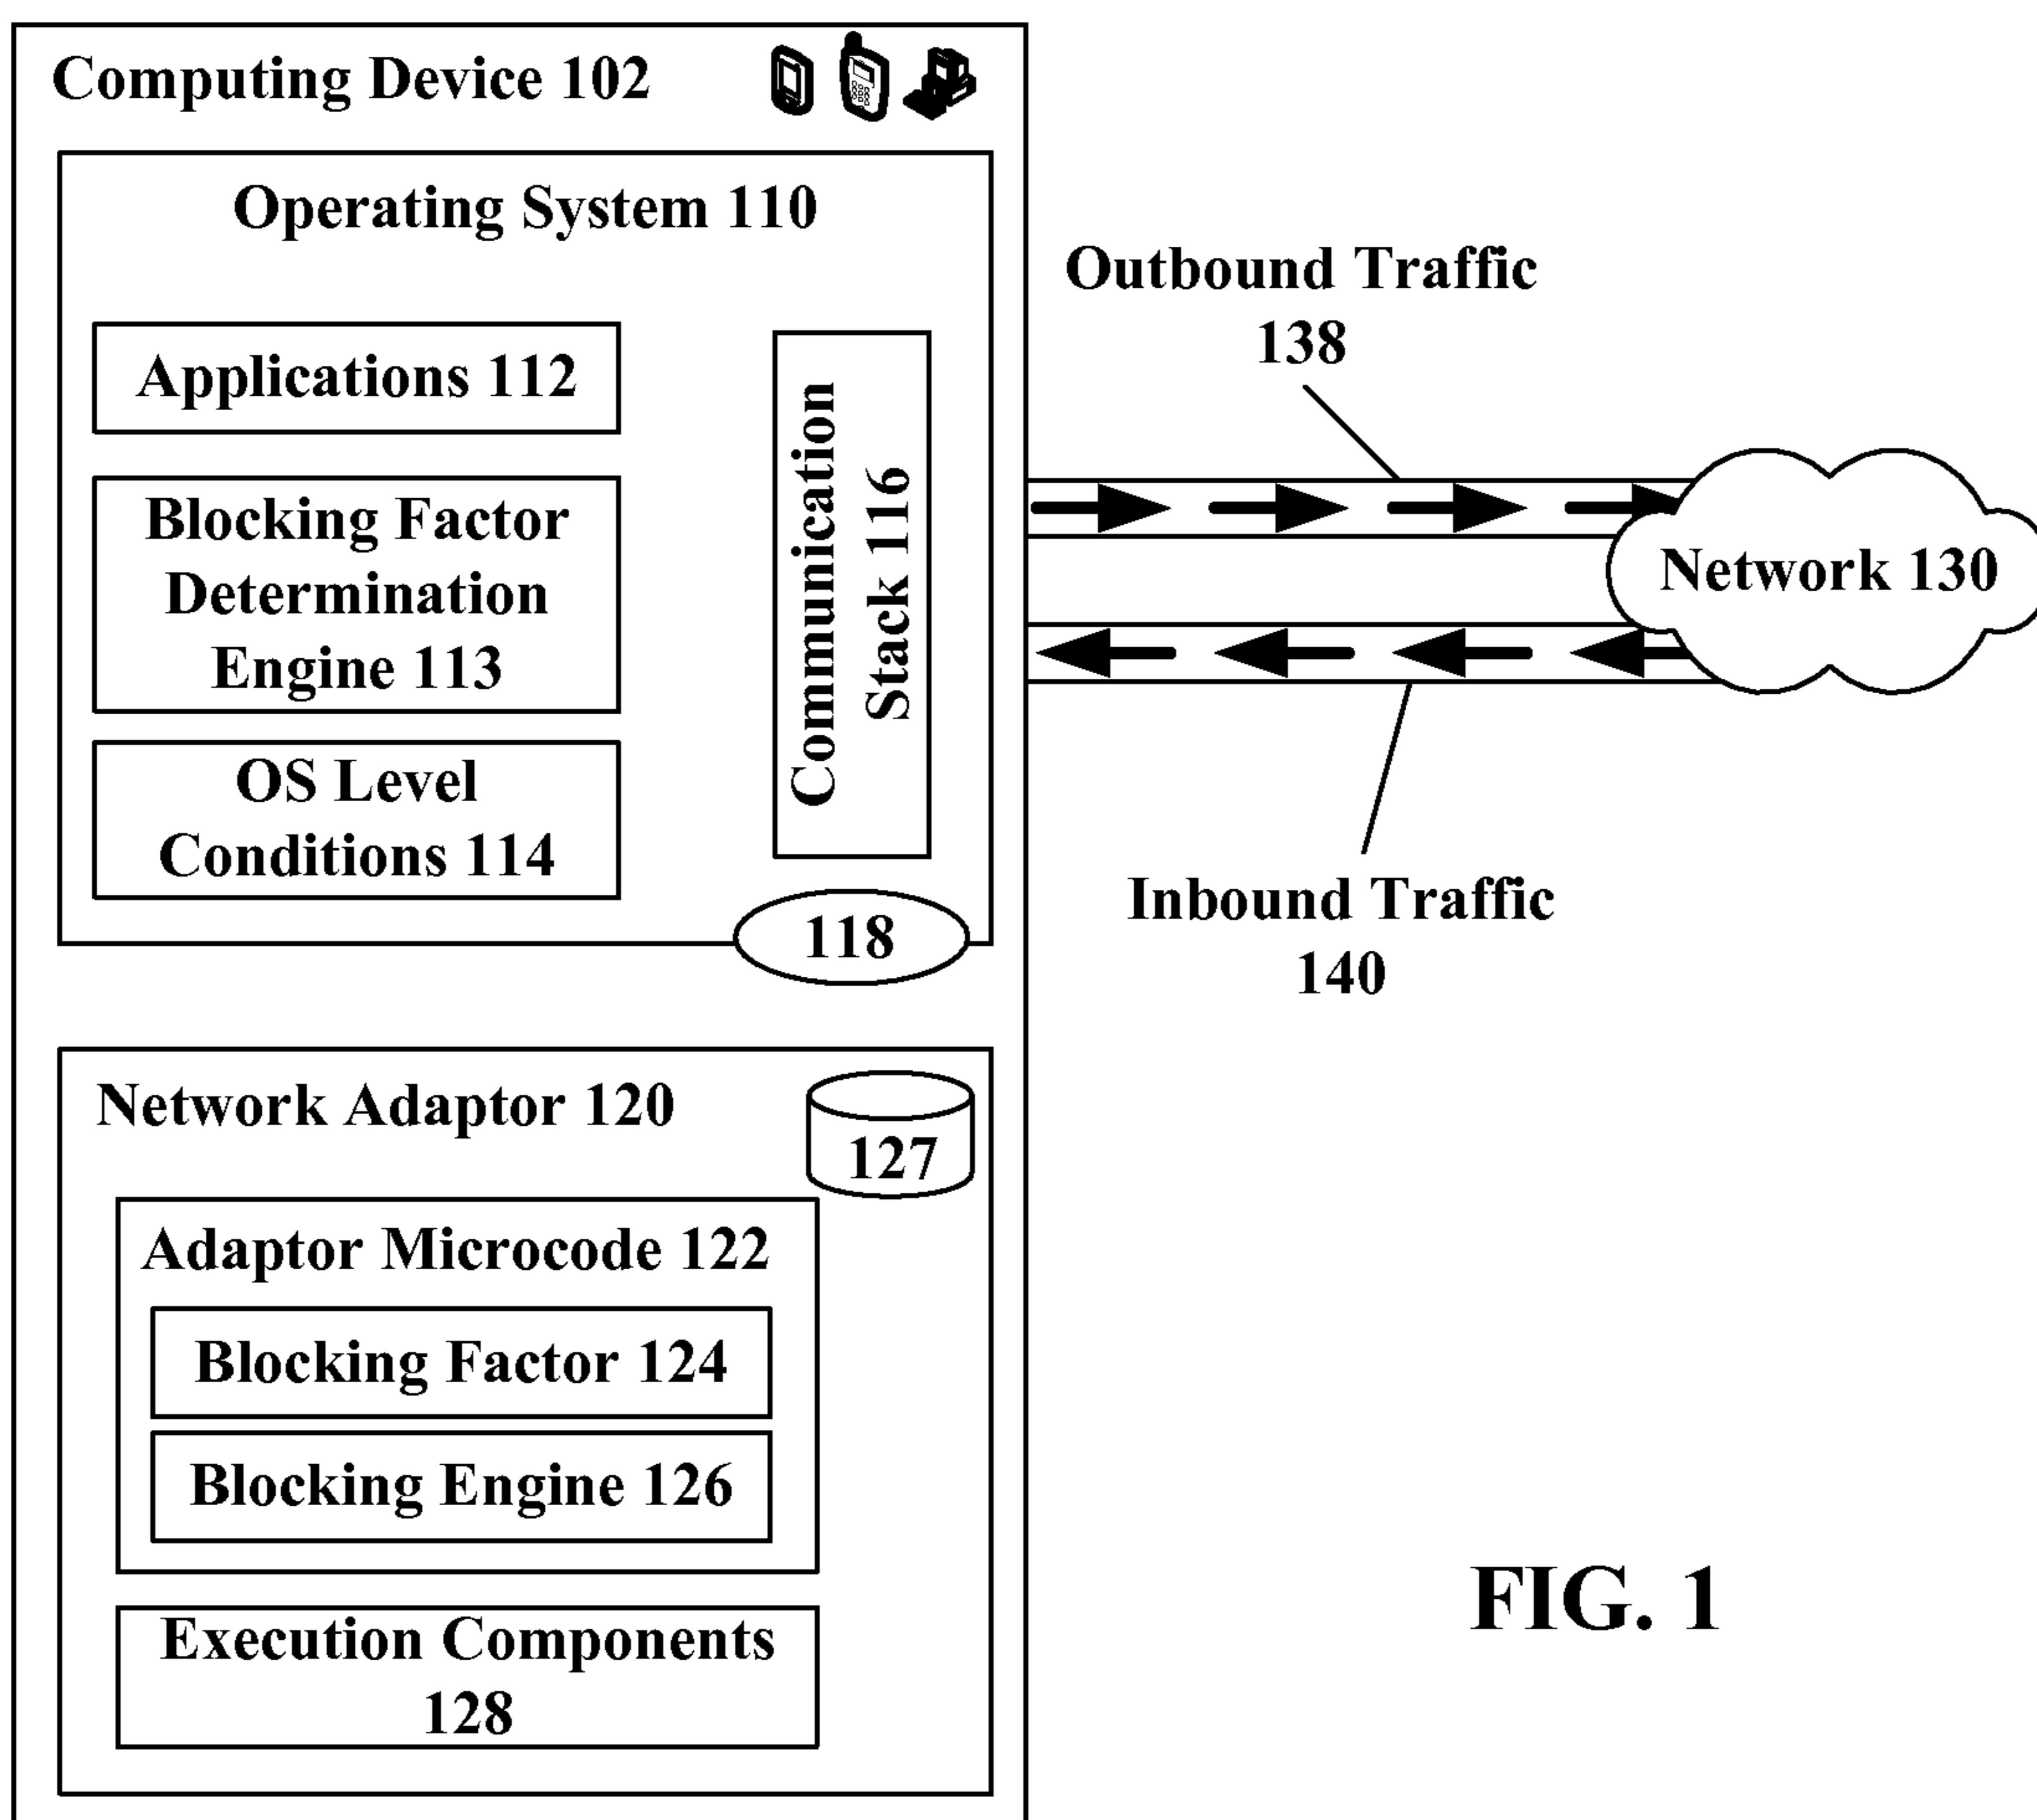 Computing Device 102
Operating System 110
Applications 112
Blocking Factor
Determination
Engine 113
OS Level
Conditions 114
Communication
Stack 116
118
Network Adaptor 120
127
Adaptor Microcode 122
Blocking Factor 124
Blocking Engine 126
Execution Components
128
Outbound Traffic
138
Network 130
Inbound Traffic
140
FIG. 1